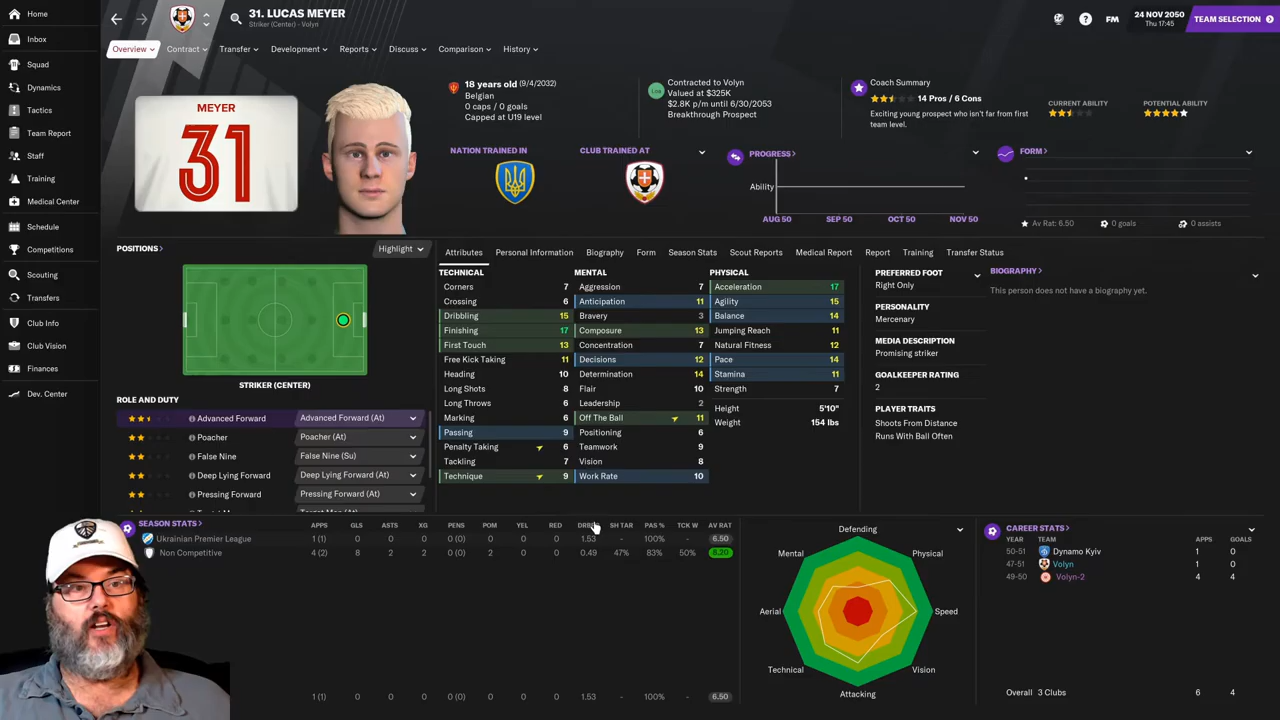 Home
Inbox
Squad
Dynamics
Tactics
Team Report
Staff
Training
Medical Center
Schedule
Competitions
Scouting
Transfers
Club Info
Club Vision
Finances
Dev. Center
31. LUCAS MEYER
Striker (Center) - Volyn
FM
24 NOV 2050
Thu 17:45
TEAM SELECTION
Overview
Contract
Transfer
Development
Reports
Discuss
Comparison
History
MEYER
31
18 years old (9/4/2032)
Belgian
0 caps / 0 goals
Capped at U19 level
Contracted to Volyn
Valued at $325K
$2.8K p/m until 6/30/2053
Breakthrough Prospect
Coach Summary
14 Pros / 6 Cons
Exciting young prospect who isn't far from first
team level.
CURRENT ABILITY
POTENTIAL ABILITY
NATION TRAINED IN
CLUB TRAINED AT
PROGRESS
Ability
AUG 50 SEP 50 OCT 50 NOV 50
FORM
Av Rat: 6.50 0 goals 0 assists
POSITIONS
Highlight
STRIKER (CENTER)
ROLE AND DUTY
Advanced Forward Advanced Forward (At)
Poacher Poacher (At)
False Nine False Nine (Su)
Deep Lying Forward Deep Lying Forward (At)
Pressing Forward Pressing Forward (At)
Attributes Personal Information Biography Form Season Stats Scout Reports Medical Report Report Training Transfer Status
TECHNICAL
Corners 7
Crossing 6
Dribbling 15
Finishing 17
First Touch 13
Free Kick Taking 11
Heading 10
Long Shots 8
Long Throws 6
Marking 6
Passing 9
Penalty Taking 6
Tackling 7
Technique 9
MENTAL
Aggression 7
Anticipation 11
Bravery 3
Composure 13
Concentration 7
Decisions 12
Determination 14
Flair 10
Leadership 2
Off The Ball 11
Positioning 6
Teamwork 9
Vision 8
Work Rate 10
PHYSICAL
Acceleration 17
Agility 15
Balance 14
Jumping Reach 11
Natural Fitness 12
Pace 14
Stamina 11
Strength 7
Height 5'10"
Weight 154 lbs
PREFERRED FOOT
Right Only
PERSONALITY
Mercenary
MEDIA DESCRIPTION
Promising striker
GOALKEEPER RATING
2
PLAYER TRAITS
Shoots From Distance
Runs With Ball Often
BIOGRAPHY
This person does not have a biography yet.
SEASON STATS APPS GLS ASTS XG PENS POM YEL RED SH TAR PAS % TCK W AV RAT
Ukrainian Premier League 1 (1) 0 0 0 0 (0) 0 0 0 1.53 - 100% - 6.50
Non Competitive 4 (2) 8 2 2 0 (0) 2 0 0 0.49 47% 83% 50% 8.20
1 (1) 0 0 0 0 (0) 0 0 0 1.53 - 100% - 6.50
Defending
Physical
Speed
Vision
Attacking
Technical
Aerial
Mental
CAREER STATS
YEAR TEAM APPS GOALS
50-51 Dynamo Kyiv 1 0
47-51 Volyn 1 0
49-50 Volyn-2 4 4
Overall 3 Clubs 6 4